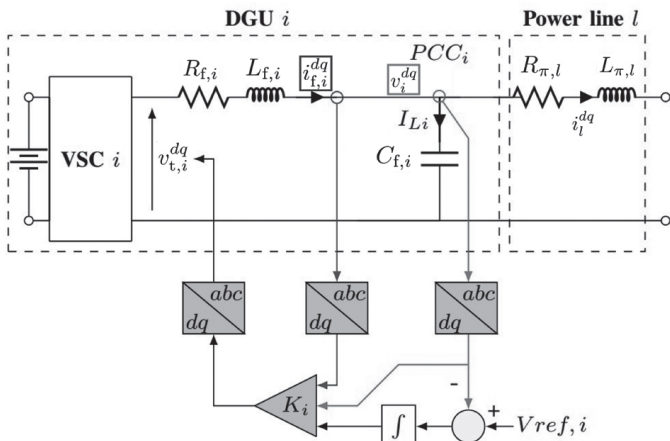 DGU i
Power line l
R_{f,i}
L_{f,i}
i_{f,i}^{dq}
PCC_i
v_i^{dq}
R_{π,l}
L_{π,l}
VSC i
v_{t,i}^{dq}
I_{Li}
C_{f,i}
i_l^{dq}
abc
dq
abc
dq
abc
dq
K_i
∫
-
+
Vref, i